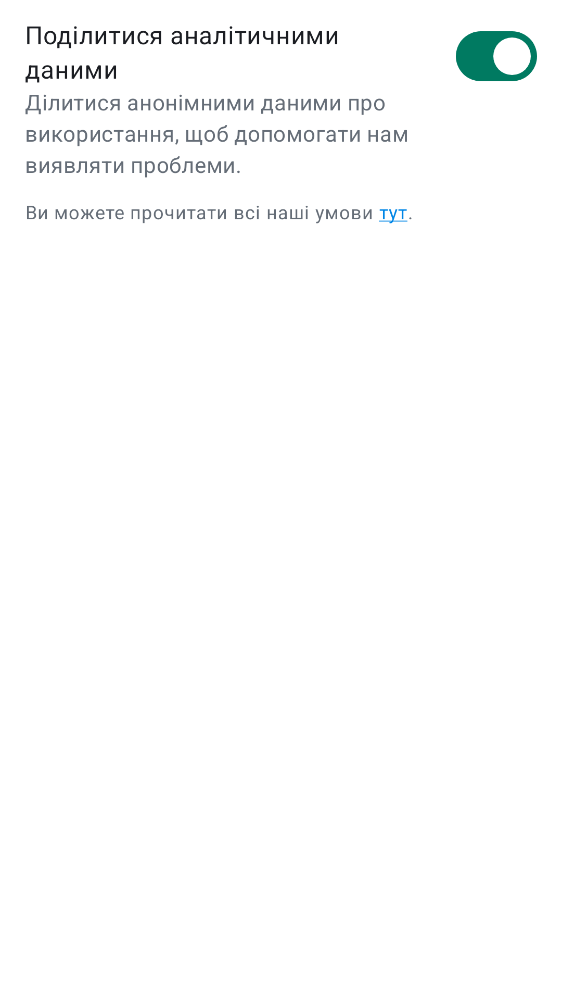 Поділитися аналітичними
даними
Ділитися анонімними даними про
використання, щоб допомогати нам
виявляти проблеми.
Ви можете прочитати всі наші умови тут.